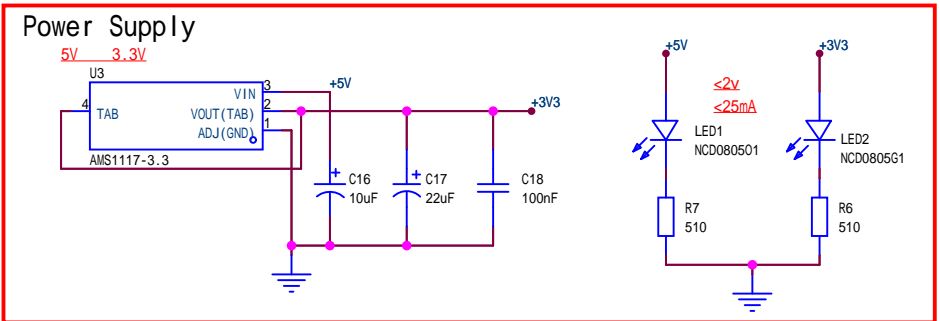 Power Supply
5V 3.3V
U3
VIN
3
+5V
4
TAB
VOUT(TAB)
2
+3V3
ADJ(GND)
1
AMS1117-3.3
C16
10uF
C17
22uF
C18
100nF
+5V
+3V3
<2v
<25mA
LED1
NCD0805O1
LED2
NCD0805G1
R7
510
R6
510